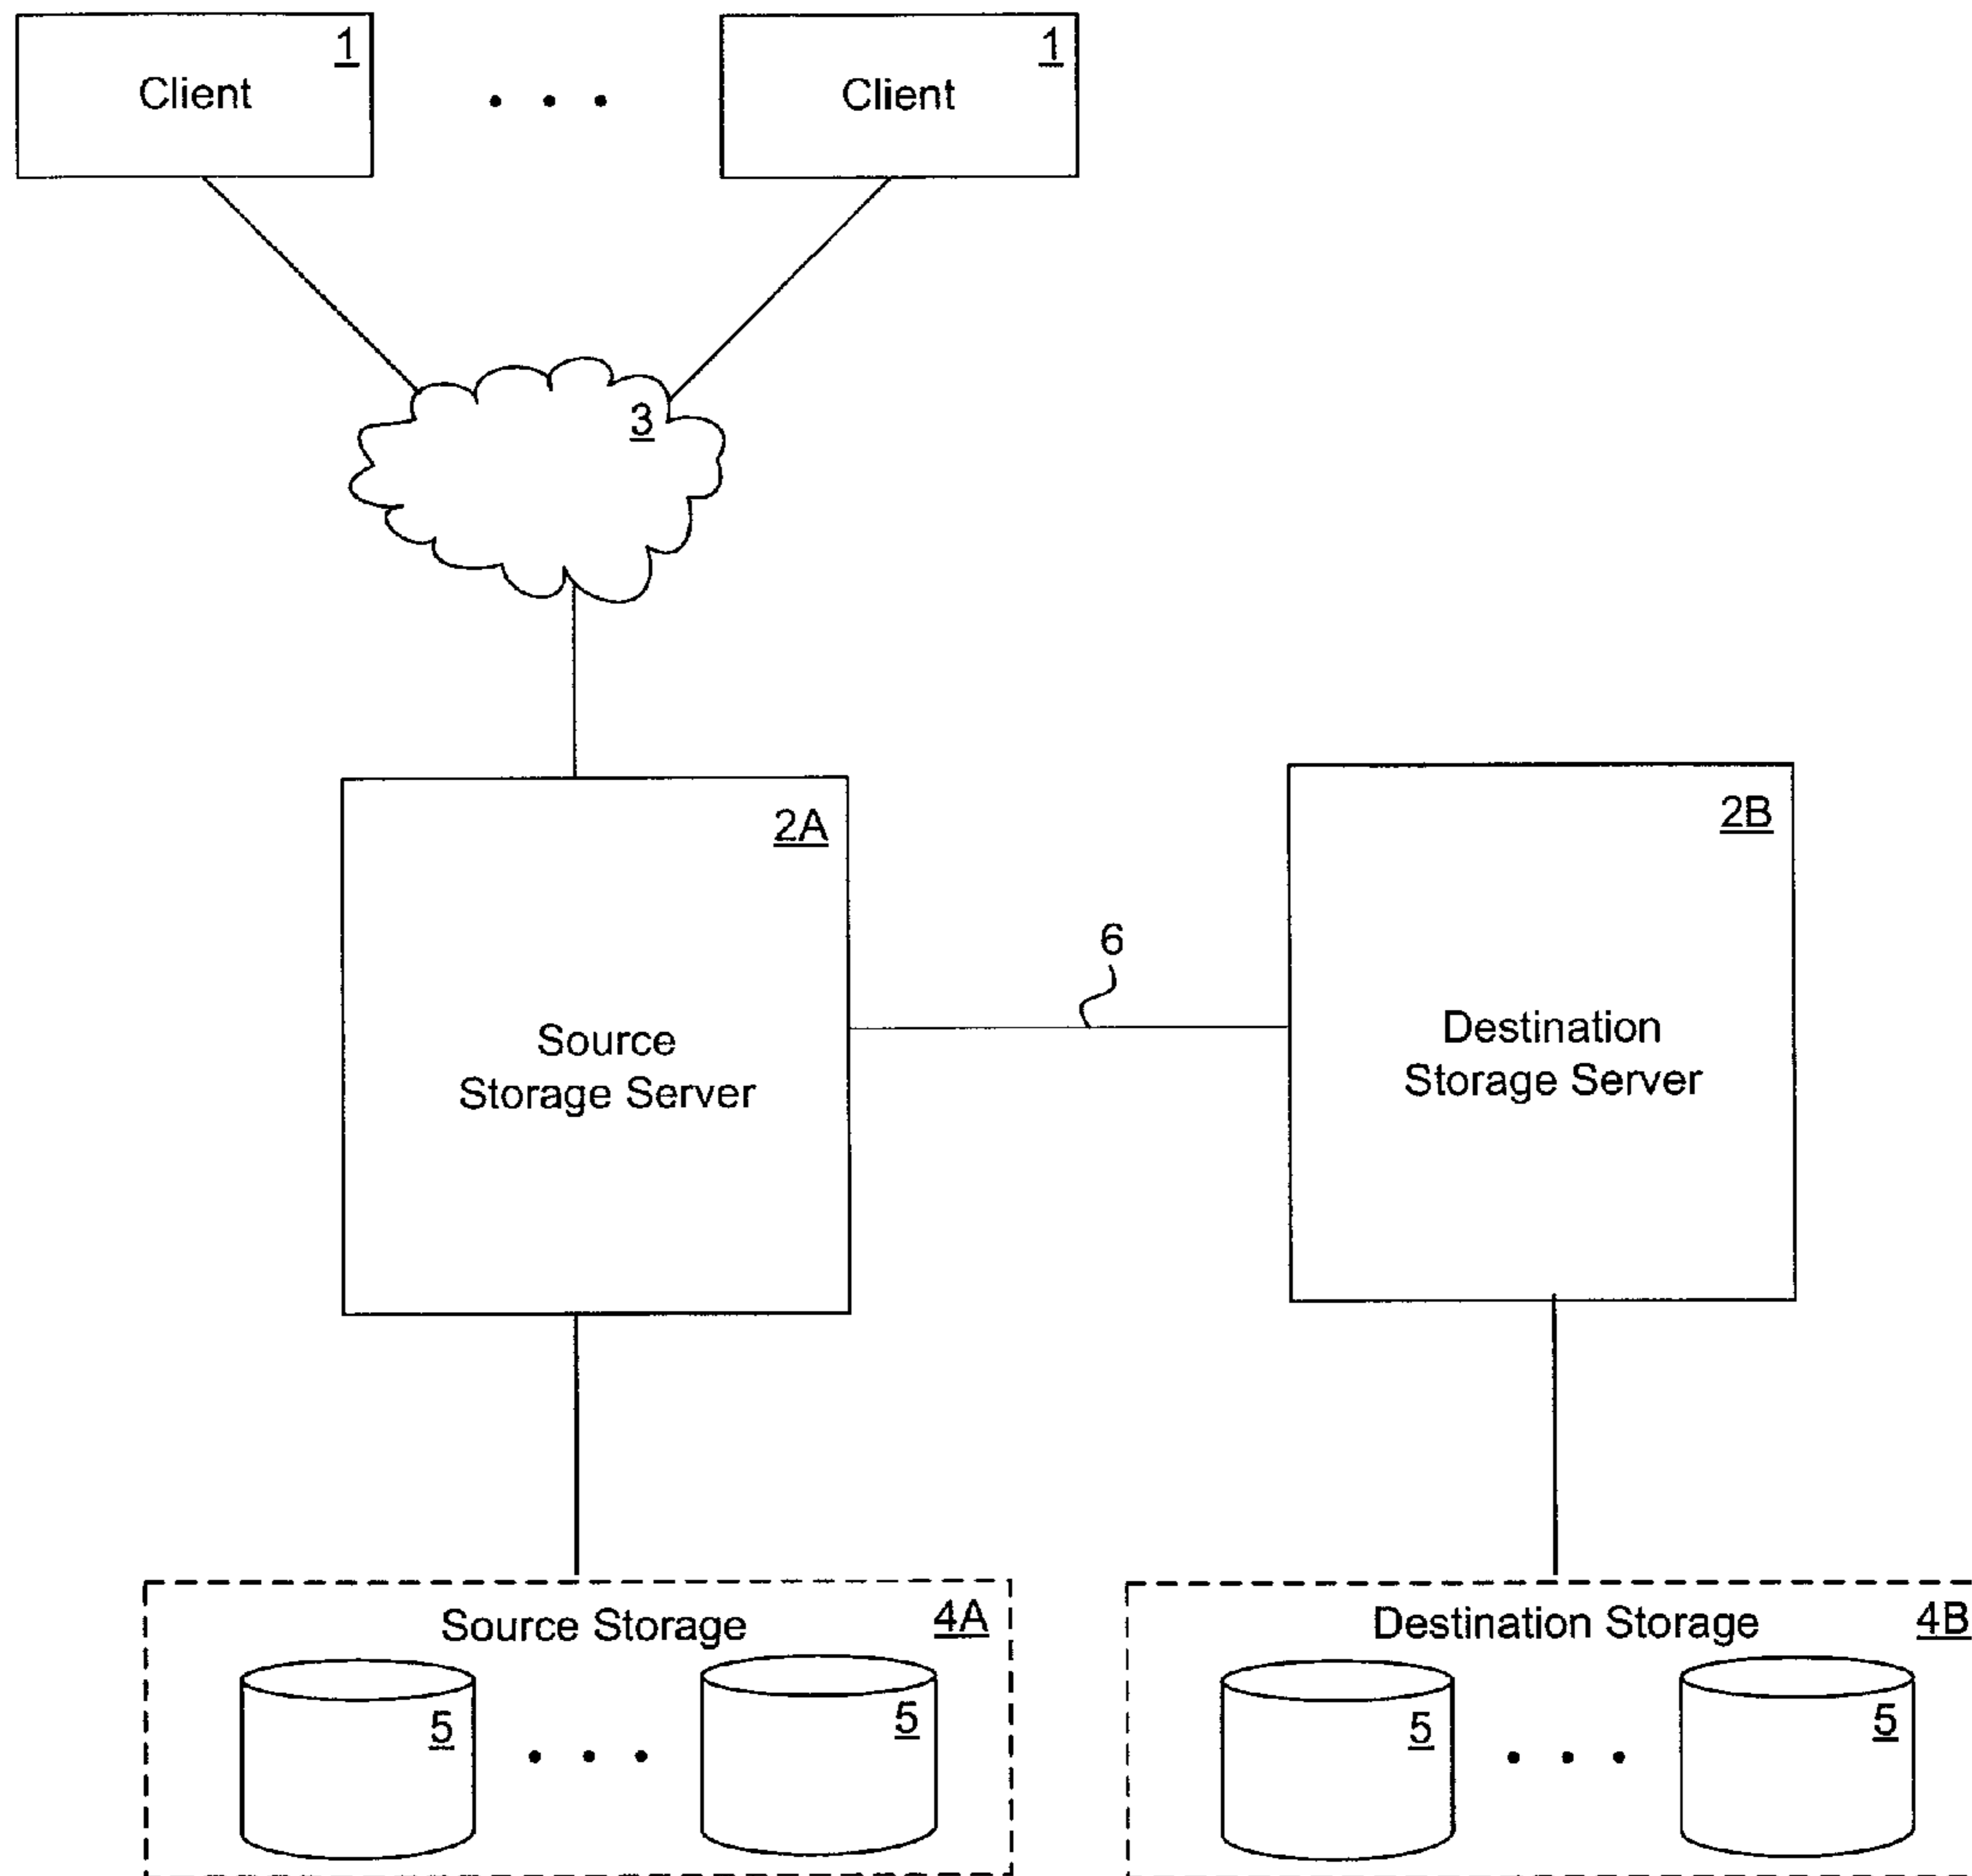 1
Client
1
Client
3
2A
Source
Storage Server
6
2B
Destination
Storage Server
Source Storage
4A
5
5
Destination Storage
4B
5
5